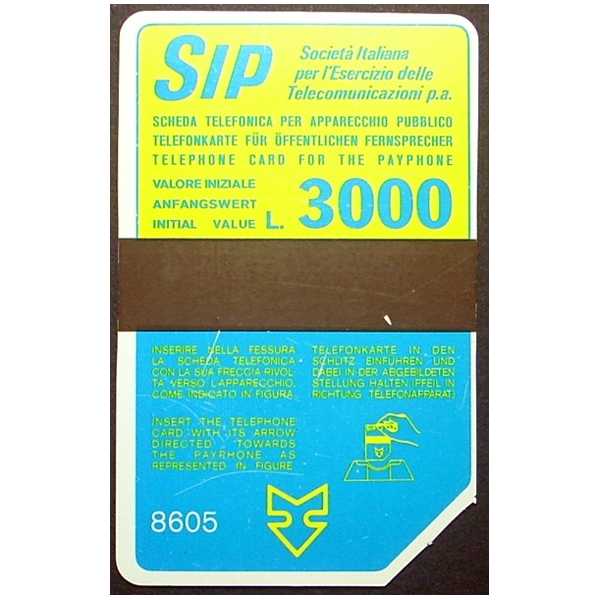 SIP
Società Italiana
per l'Esercizio delle
Telecomunicazioni p.a.
SCHEDA TELEFONICA PER APPARECCHIO PUBBLICO
TELEFONKARTE FÜR ÖFFENTLICHEN FERNSPRECHER
TELEPHONE CARD FOR THE PAYPHONE
VALORE INIZIALE
ANFANGSWERT
INITIAL VALUE L. 3000
INSERIRE NELLA FESSURA
LA SCHEDA TELEFONICA
CON LA SUA FRECCIA RIVOL
TA VERSO L'APPARECCHIO,
COME INDICATO IN FIGURA
TELEFONKARTE IN DEN
SCHLITZ EINFÜHREN UND
DABEI IN DER ABGEBILDETEN
STELLUNG HALTEN (PFEIL IN
RICHTUNG TELEFONAPPARAT)
INSERT THE TELEPHONE
CARD WITH ITS ARROW
DIRECTED TOWARDS
THE PAYPHONE AS
REPRESENTED IN FIGURE
8605